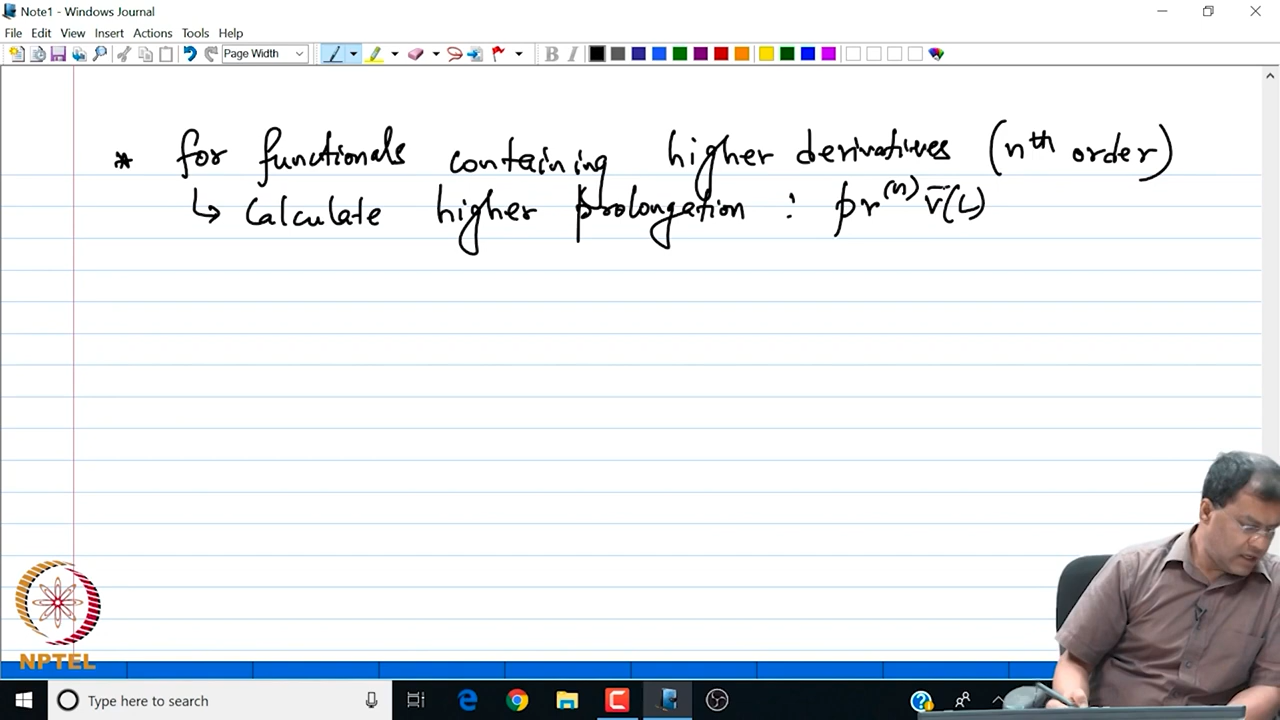 Note1 - Windows Journal
File Edit View Insert Actions Tools Help
Page Width
* for functionals containing higher derivatives (nth order)
↳ Calculate higher prolongation : pr⁽ⁿ⁾ v̄(L)
NPTEL
Type here to search